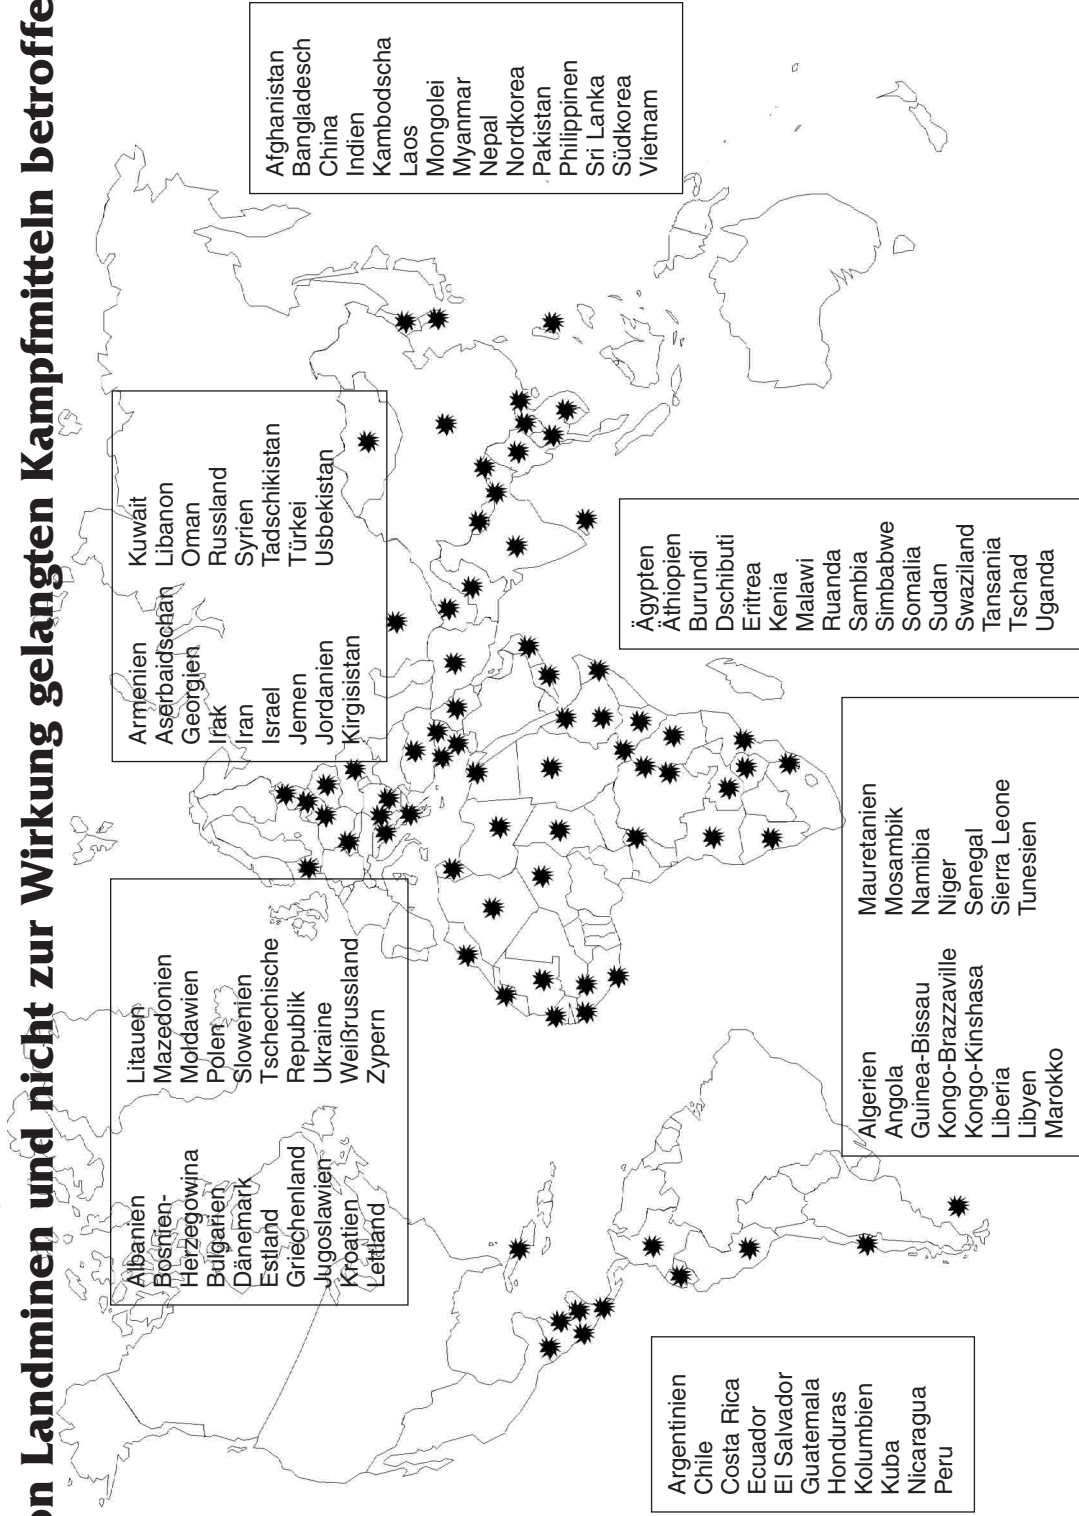 on Landminen und nicht zur Wirkung gelangten Kampfmitteln betroffe
Albanien
Bosnien-
Herzegowina
Bulgarien
Dänemark
Estland
Griechenland
Jugoslawien
Kroatien
Lettland
Litauen
Mazedonien
Moldawien
Polen
Slowenien
Tschechische
Republik
Ukraine
Weißrussland
Zypern
Armenien
Aserbaidschan
Georgien
Irak
Iran
Israel
Jemen
Jordanien
Kirgisistan
Kuwait
Libanon
Oman
Russland
Syrien
Tadschikistan
Türkei
Usbekistan
Afghanistan
Bangladesch
China
Indien
Kambodscha
Laos
Mongolei
Myanmar
Nepal
Nordkorea
Pakistan
Philippinen
Sri Lanka
Südkorea
Vietnam
Argentinien
Chile
Costa Rica
Ecuador
El Salvador
Guatemala
Honduras
Kolumbien
Kuba
Nicaragua
Peru
Algerien
Angola
Guinea-Bissau
Kongo-Brazzaville
Kongo-Kinshasa
Liberia
Libyen
Marokko
Mauretanien
Mosambik
Namibia
Niger
Senegal
Sierra Leone
Tunesien
Ägypten
Äthiopien
Burundi
Dschibuti
Eritrea
Kenia
Malawi
Ruanda
Sambia
Simbabwe
Somalia
Sudan
Swaziland
Tansania
Tschad
Uganda